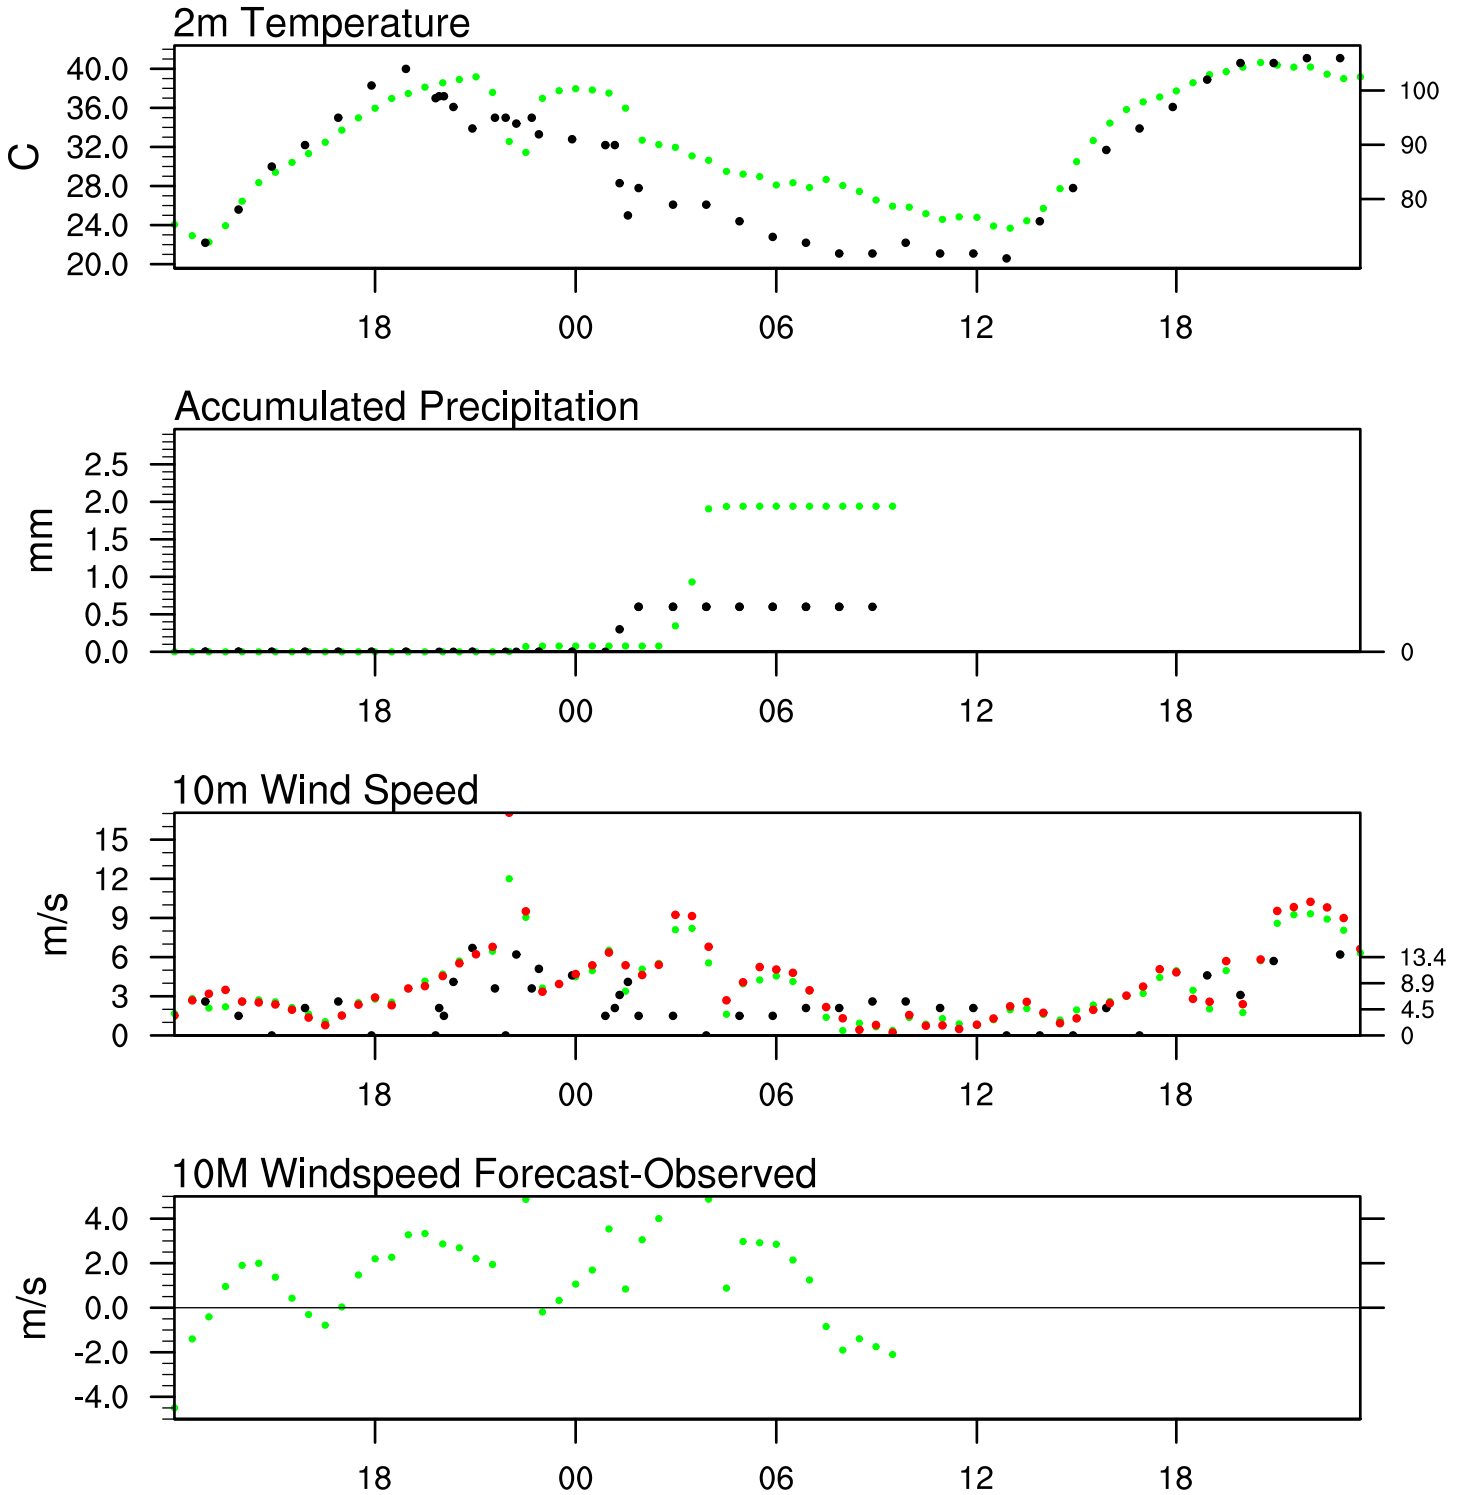 2m Temperature
40.0
36.0
32.0
28.0
24.0
20.0
C
100
90
80
18 00 06 12 18
Accumulated Precipitation
2.5
2.0
1.5
1.0
0.5
0.0
mm
0
18 00 06 12 18
10m Wind Speed
15
12
9
6
3
0
m/s
13.4
8.9
4.5
0
18 00 06 12 18
10M Windspeed Forecast-Observed
4.0
2.0
0.0
-2.0
-4.0
m/s
18 00 06 12 18